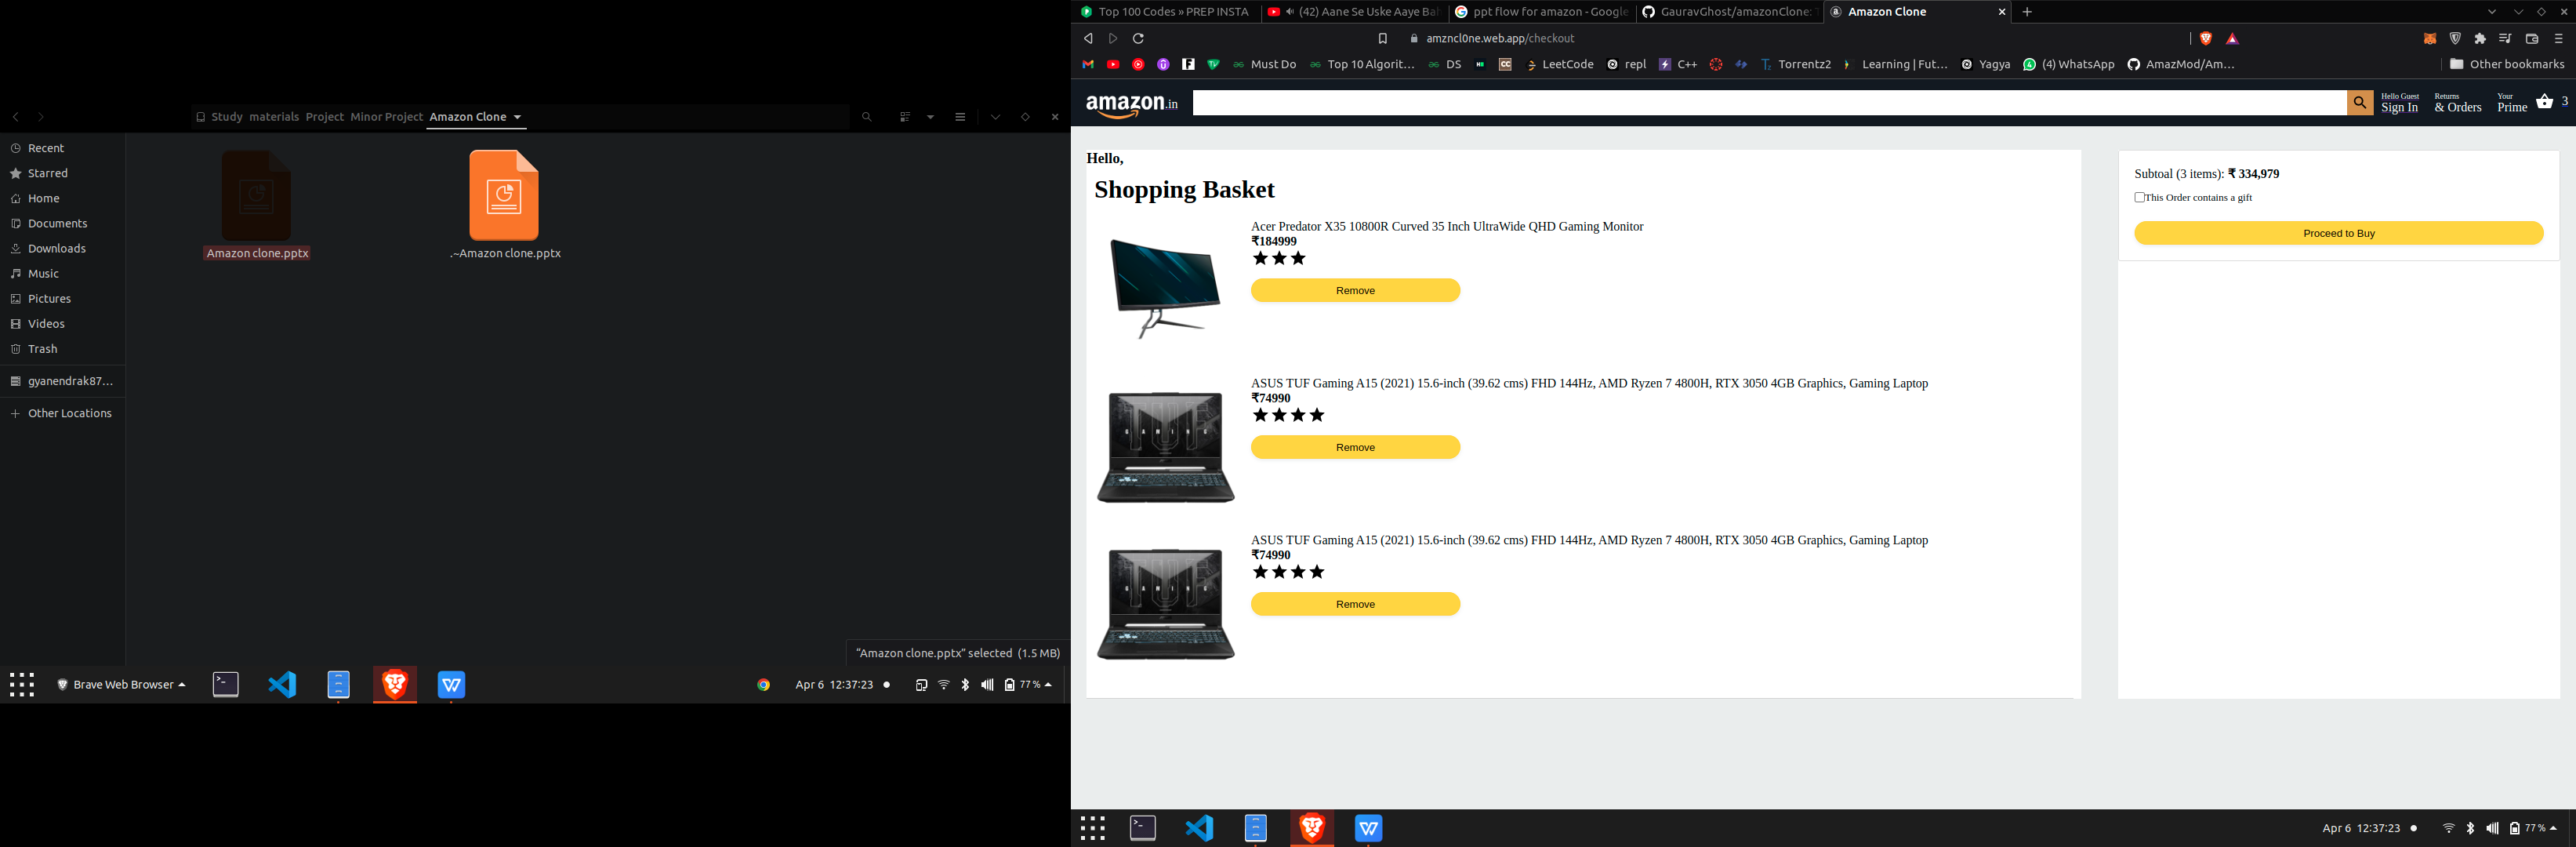 Study materials Project Minor Project Amazon Clone
Recent
Starred
Home
Documents
Downloads
Music
Pictures
Videos
Trash
gyanendrak87…
Other Locations
Amazon clone.pptx
.~Amazon clone.pptx
“Amazon clone.pptx” selected (1.5 MB)
Brave Web Browser
Apr 6 12:37:23
77 %
Top 100 Codes » PREP INSTA
(42) Aane Se Uske Aaye Bah
ppt flow for amazon - Google
GauravGhost/amazonClone: T
Amazon Clone
amzncl0ne.web.app/checkout
Must Do
Top 10 Algorit…
DS
LeetCode
repl
C++
Torrentz2
Learning | Fut…
Yagya
(4) WhatsApp
AmazMod/Am…
Other bookmarks
amazon.in
Hello Guest
Sign In
Returns
& Orders
Your
Prime
3
Hello,
Shopping Basket
Acer Predator X35 10800R Curved 35 Inch UltraWide QHD Gaming Monitor
₹184999
Remove
ASUS TUF Gaming A15 (2021) 15.6-inch (39.62 cms) FHD 144Hz, AMD Ryzen 7 4800H, RTX 3050 4GB Graphics, Gaming Laptop
₹74990
Remove
ASUS TUF Gaming A15 (2021) 15.6-inch (39.62 cms) FHD 144Hz, AMD Ryzen 7 4800H, RTX 3050 4GB Graphics, Gaming Laptop
₹74990
Remove
Subtoal (3 items): ₹ 334,979
This Order contains a gift
Proceed to Buy
Apr 6 12:37:23
77 %